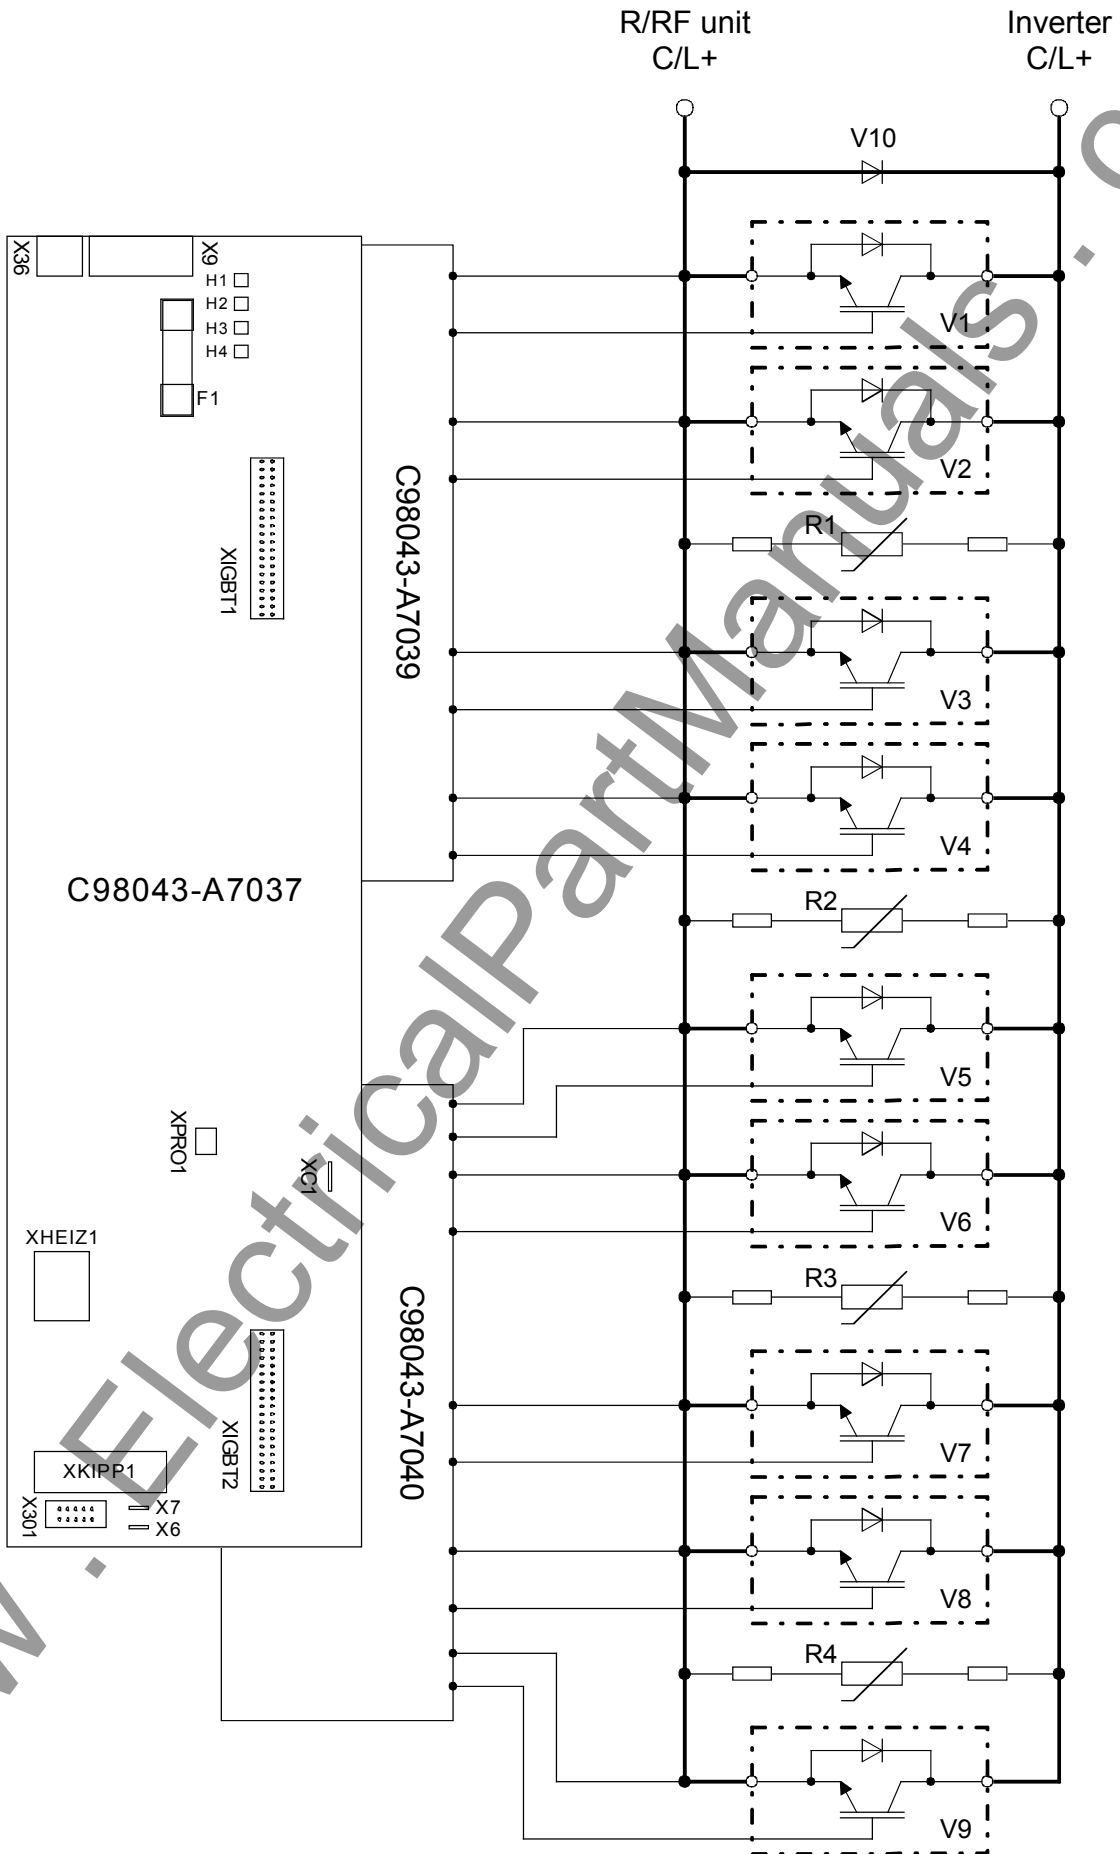 R/RF unit
C/L+
Inverter
C/L+
V10
X36
X9
H1
H2
H3
H4
F1
V1
V2
R1
XIGBT1
C98043-A7039
V3
V4
C98043-A7037
R2
V5
XPRO1
XC1
V6
XHEIZ1
R3
C98043-A7040
V7
XIGBT2
XKIPP1
X301
X7
X6
V8
R4
V9
w.ElectricalPartManuals.c